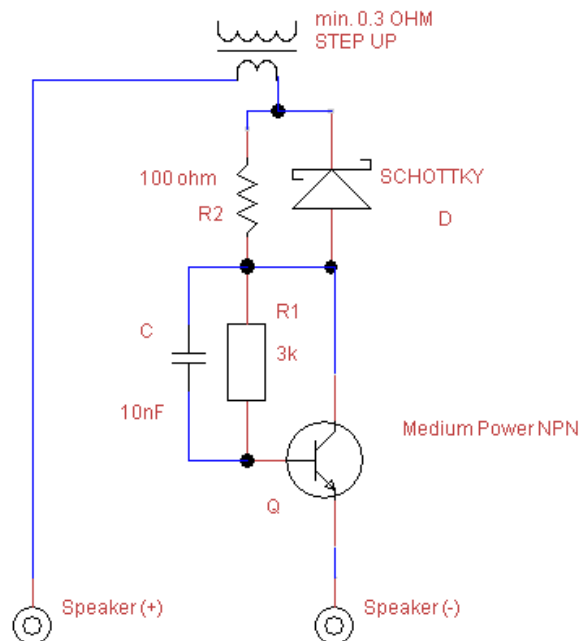 min. 0.3 OHM
STEP UP
100 ohm
R2
SCHOTTKY
D
R1
C
3k
10nF
Medium Power NPN
Q
Speaker (+)
Speaker (-)